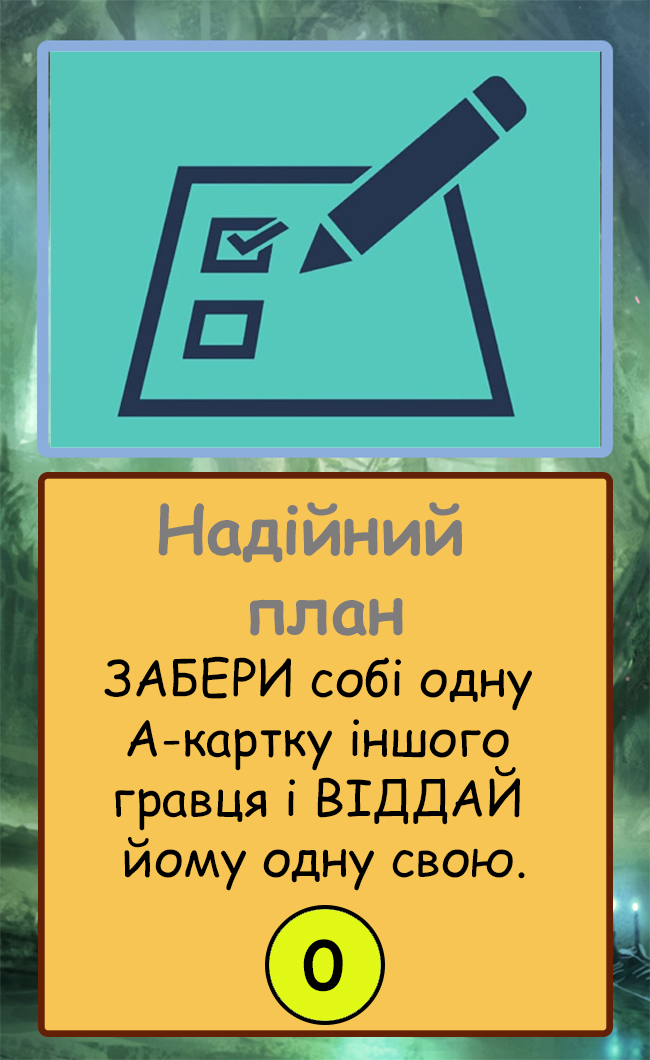 Надійний
план
ЗАБЕРИ собі одну
А-картку іншого
гравця і ВІДДАЙ
йому одну свою.
0